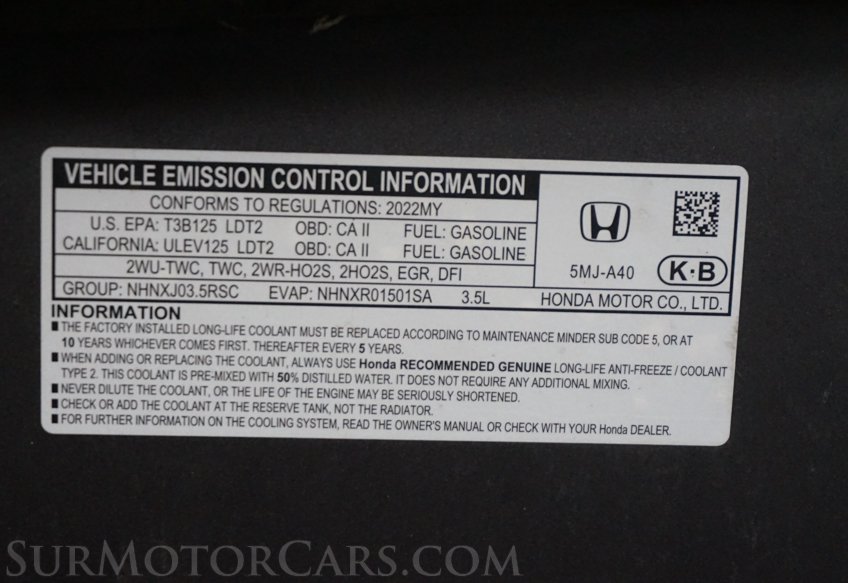 VEHICLE EMISSION CONTROL INFORMATION
CONFORMS TO REGULATIONS: 2022MY
U.S. EPA: T3B125 LDT2 OBD: CA II FUEL: GASOLINE
CALIFORNIA: ULEV125 LDT2 OBD: CA II FUEL: GASOLINE
2WU-TWC, TWC, 2WR-HO2S, 2HO2S, EGR, DFI
5MJ-A40 K·B
GROUP: NHNXJ03.5RSC EVAP: NHNXR01501SA 3.5L HONDA MOTOR CO., LTD.
INFORMATION
■ THE FACTORY INSTALLED LONG-LIFE COOLANT MUST BE REPLACED ACCORDING TO MAINTENANCE MINDER SUB CODE 5, OR AT
10 YEARS WHICHEVER COMES FIRST. THEREAFTER EVERY 5 YEARS.
■ WHEN ADDING OR REPLACING THE COOLANT, ALWAYS USE Honda RECOMMENDED GENUINE LONG-LIFE ANTI-FREEZE / COOLANT
TYPE 2. THIS COOLANT IS PRE-MIXED WITH 50% DISTILLED WATER. IT DOES NOT REQUIRE ANY ADDITIONAL MIXING.
■ NEVER DILUTE THE COOLANT, OR THE LIFE OF THE ENGINE MAY BE SERIOUSLY SHORTENED.
■ CHECK OR ADD THE COOLANT AT THE RESERVE TANK, NOT THE RADIATOR.
■ FOR FURTHER INFORMATION ON THE COOLING SYSTEM, READ THE OWNER'S MANUAL OR CHECK WITH YOUR Honda DEALER.
SURMOTORCARS.COM